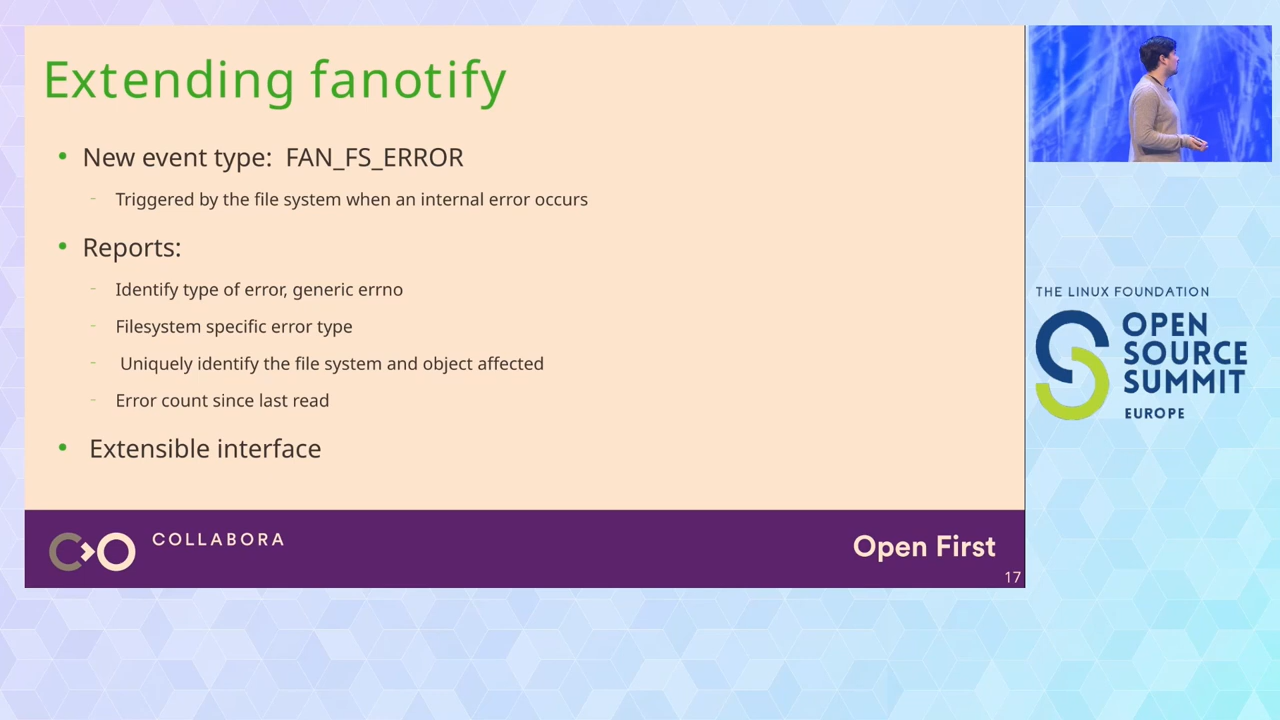 Extending fanotify
• New event type: FAN_FS_ERROR
- Triggered by the file system when an internal error occurs
• Reports:
- Identify type of error, generic errno
- Filesystem specific error type
- Uniquely identify the file system and object affected
- Error count since last read
• Extensible interface
COLLABORA
Open First
17
THE LINUX FOUNDATION
OPEN
SOURCE
SUMMIT
EUROPE